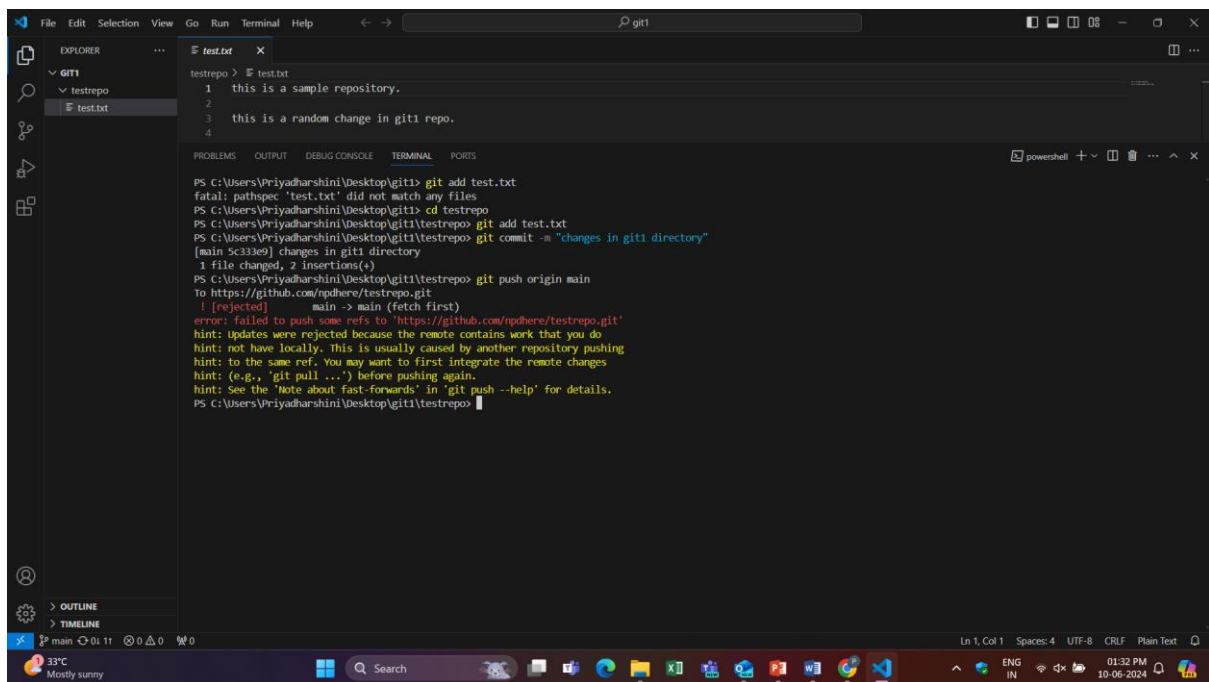 File Edit Selection View Go Run Terminal Help
git1
EXPLORER
test.txt
GIT1
testrepo > test.txt
testrepo
test.txt
1 this is a sample repository.
2
3 this is a random change in git1 repo.
4
PROBLEMS OUTPUT DEBUG CONSOLE TERMINAL PORTS
powershell
PS C:\Users\Priyadharshini\Desktop\git1> git add test.txt
fatal: pathspec 'test.txt' did not match any files
PS C:\Users\Priyadharshini\Desktop\git1> cd testrepo
PS C:\Users\Priyadharshini\Desktop\git1\testrepo> git add test.txt
PS C:\Users\Priyadharshini\Desktop\git1\testrepo> git commit -m "changes in git1 directory"
[main 5c333e9] changes in git1 directory
1 file changed, 2 insertions(+)
PS C:\Users\Priyadharshini\Desktop\git1\testrepo> git push origin main
To https://github.com/npdhere/testrepo.git
! [rejected] main -> main (fetch first)
error: failed to push some refs to 'https://github.com/npdhere/testrepo.git'
hint: Updates were rejected because the remote contains work that you do
hint: not have locally. This is usually caused by another repository pushing
hint: to the same ref. You may want to first integrate the remote changes
hint: (e.g., 'git pull ...') before pushing again.
hint: See the 'Note about fast-forwards' in 'git push --help' for details.
PS C:\Users\Priyadharshini\Desktop\git1\testrepo>
OUTLINE
TIMELINE
main 0↓ 1↑ 0 0 0
Ln 1, Col 1 Spaces: 4 UTF-8 CRLF Plain Text
1
33°C
Mostly sunny
Search
ENG
IN
01:32 PM
10-06-2024